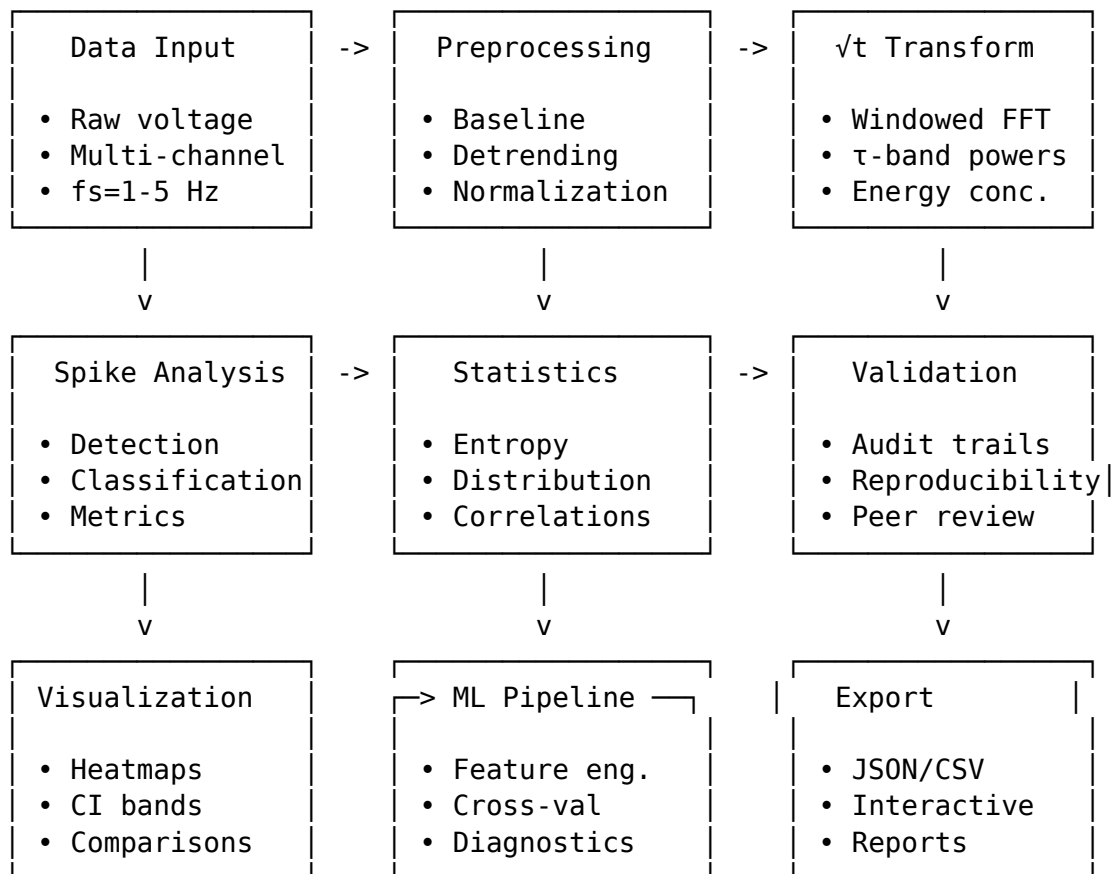 Data Input -> Preprocessing -> √t Transform
• Raw voltage • Baseline • Windowed FFT
• Multi-channel • Detrending • τ-band powers
• fs=1-5 Hz • Normalization • Energy conc.
v v v
Spike Analysis -> Statistics -> Validation
• Detection • Entropy • Audit trails
• Classification • Distribution • Reproducibility
• Metrics • Correlations • Peer review
v v v
Visualization > ML Pipeline Export
• Heatmaps • Feature eng. • JSON/CSV
• CI bands • Cross-val • Interactive
• Comparisons • Diagnostics • Reports